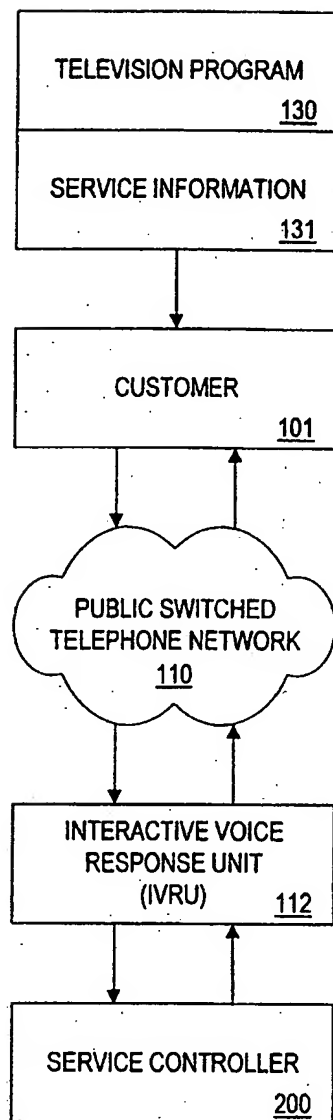 TELEVISION PROGRAM
130
SERVICE INFORMATION
131
CUSTOMER
101
PUBLIC SWITCHED
TELEPHONE NETWORK
110
INTERACTIVE VOICE
RESPONSE UNIT
(IVRU)
112
SERVICE CONTROLLER
200